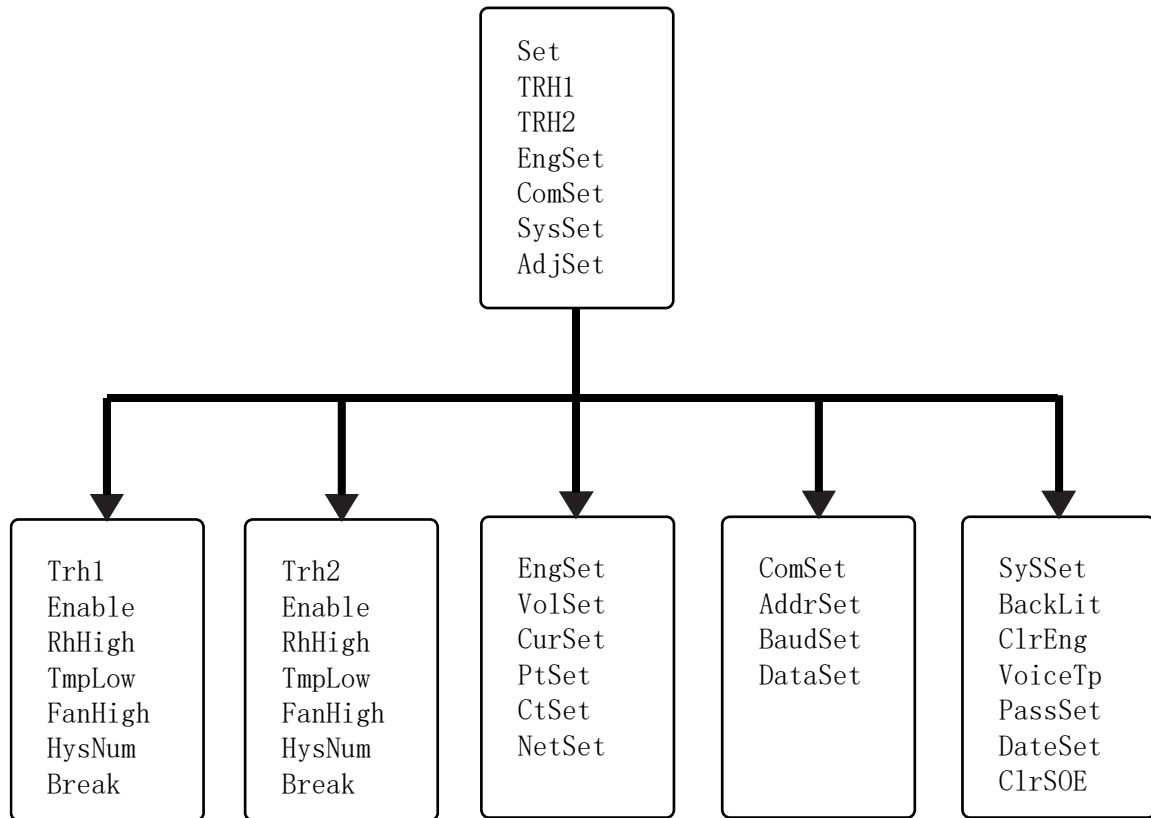 Set
TRH1
TRH2
EngSet
ComSet
SysSet
AdjSet
Trh1
Enable
RhHigh
TmpLow
FanHigh
HysNum
Break
Trh2
Enable
RhHigh
TmpLow
FanHigh
HysNum
Break
EngSet
VolSet
CurSet
PtSet
CtSet
NetSet
ComSet
AddrSet
BaudSet
DataSet
SySSet
BackLit
ClrEng
VoiceTp
PassSet
DateSet
ClrSOE